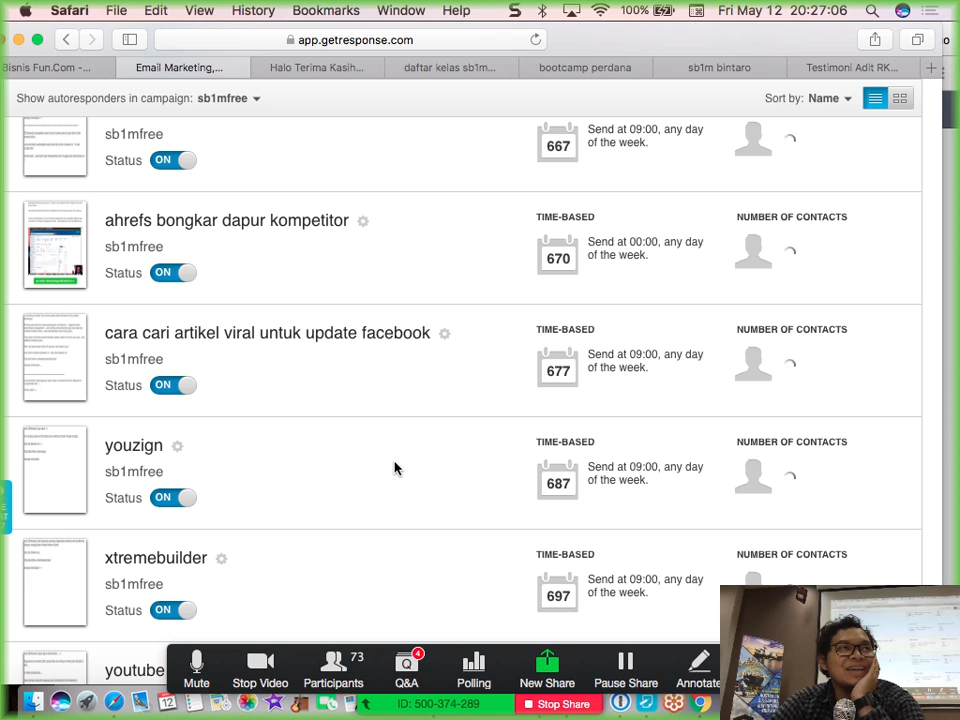 Safari File Edit View History Bookmarks Window Help 100% Fri May 12 20:27:06
app.getresponse.com
Bisnis Fun.Com -... Email Marketing,... Halo Terima Kasih... daftar kelas sb1m... bootcamp perdana sb1m bintaro Testimoni Adit RK... +
Show autoresponders in campaign: sb1mfree Sort by: Name
sb1mfree
Status ON
667
Send at 09:00, any day
of the week.
ahrefs bongkar dapur kompetitor
sb1mfree
Status ON
TIME-BASED
670
Send at 00:00, any day
of the week.
NUMBER OF CONTACTS
cara cari artikel viral untuk update facebook
sb1mfree
Status ON
TIME-BASED
677
Send at 09:00, any day
of the week.
NUMBER OF CONTACTS
youzign
sb1mfree
Status ON
TIME-BASED
687
Send at 09:00, any day
of the week.
NUMBER OF CONTACTS
xtremebuilder
sb1mfree
Status ON
TIME-BASED
697
Send at 09:00, any day
of the week.
NUMBER OF CONTACTS
youtube
Mute Stop Video Participants 73 Q&A 4 Polling New Share Pause Share Annotate
12
ID: 500-374-289 Stop Share